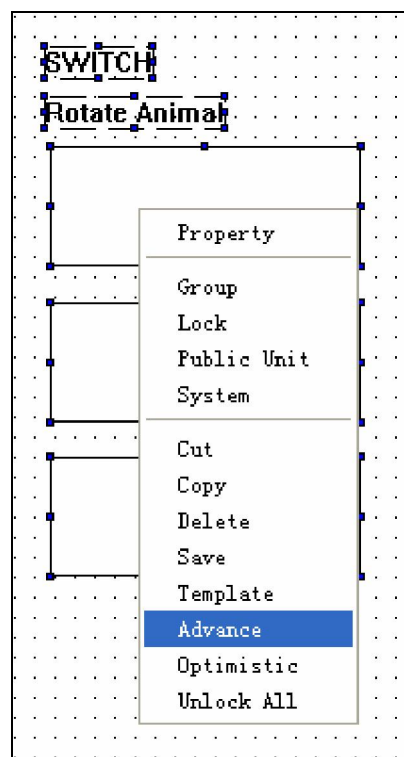 SWITCH
Rotate Animal
Property
Group
Lock
Public Unit
System
Cut
Copy
Delete
Save
Template
Advance
Optimistic
Unlock All